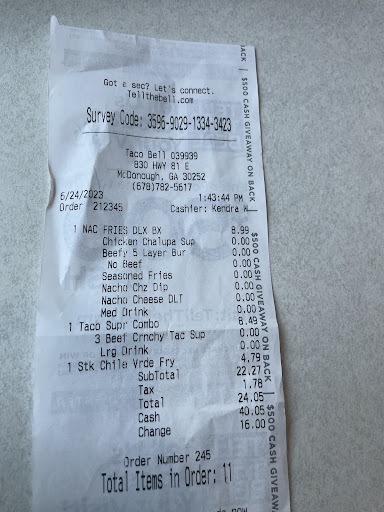 Got a sec? Let's connect.
Tellthebell.com
Survey Code: 3596-9029-1334-3423
Taco Bell 039939
830 HWY 81 E
McDonough, GA 30252
(678)782-5617
6/24/2023 1:43:44 PM
Order 212345 Cashier: Kendra W
1 NAC FRIES DLX BX 8.99
Chicken Chalupa Sup 0.00
Beefy 5 Layer Bur 0.00
No Beef 0.00
Seasoned Fries 0.00
Nacho Chz Dip 0.00
Nacho Cheese DLT 0.00
Med Drink 0.00
1 Taco Supr Combo 8.49
3 Beef Crnchy Tac Sup 0.00
Lrg Drink 0.00
1 Stk Chile Vrde Fry 4.79
SubTotal 22.27
Tax 1.78
Total 24.05
Cash 40.05
Change 16.00
Order Number 245
Total Items in Order: 11
BACK
$500 CASH GIVEAWAY ON BACK
$500 CASH GIVEAWAY ON BACK
$500 CASH GIVEAWA